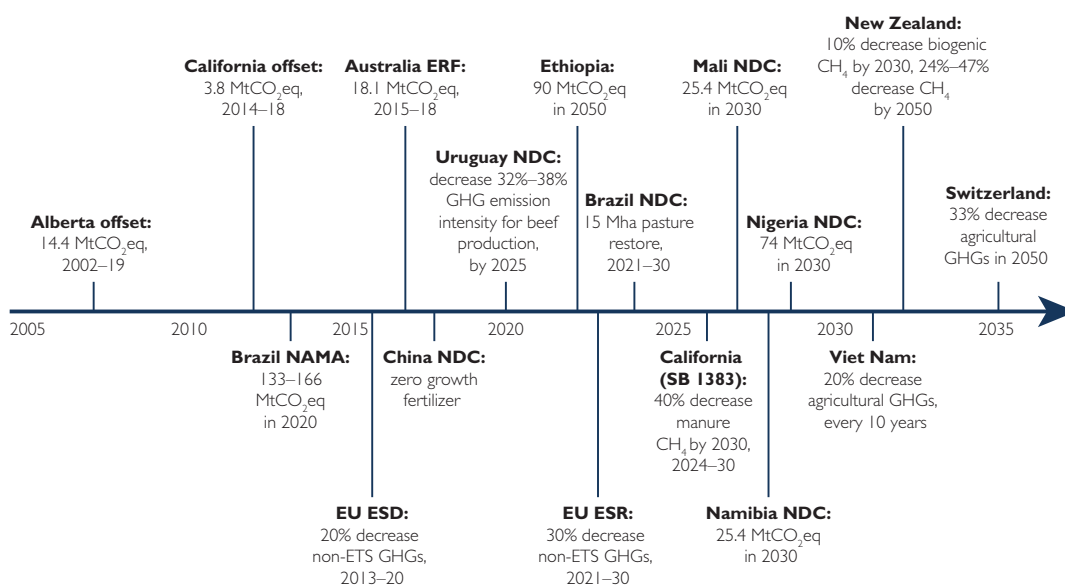 New Zealand:
10% decrease biogenic
CH₄ by 2030, 24%–47%
decrease CH₄
by 2050
California offset:
3.8 MtCO₂eq,
2014–18
Australia ERF:
18.1 MtCO₂eq,
2015–18
Ethiopia:
90 MtCO₂eq
in 2050
Mali NDC:
25.4 MtCO₂eq
in 2030
Uruguay NDC:
decrease 32%–38%
GHG emission
intensity for beef
production,
by 2025
Brazil NDC:
15 Mha pasture
restore,
2021–30
Switzerland:
33% decrease
agricultural
GHGs in 2050
Alberta offset:
14.4 MtCO₂eq,
2002–19
Nigeria NDC:
74 MtCO₂eq
in 2030
2005
2010
2015
2020
2025
2030
2035
Brazil NAMA:
133–166
MtCO₂eq
in 2020
China NDC:
zero growth
fertilizer
California
(SB 1383):
40% decrease
manure
CH₄ by 2030,
2024–30
Viet Nam:
20% decrease
agricultural GHGs,
every 10 years
EU ESD:
20% decrease
non-ETS GHGs,
2013–20
EU ESR:
30% decrease
non-ETS GHGs,
2021–30
Namibia NDC:
25.4 MtCO₂eq
in 2030